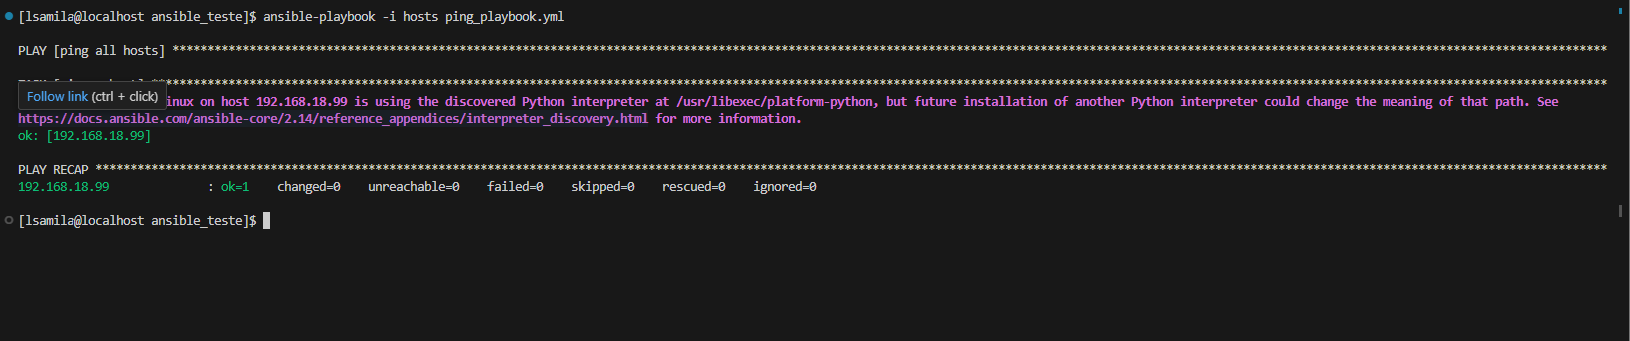 [lsamila@localhost ansible_teste]$ ansible-playbook -i hosts ping_playbook.yml
PLAY [ping all hosts] ****************************************************************************************************************************************************************************************************************
Follow link (ctrl + click)
inux on host 192.168.18.99 is using the discovered Python interpreter at /usr/libexec/platform-python, but future installation of another Python interpreter could change the meaning of that path. See
https://docs.ansible.com/ansible-core/2.14/reference_appendices/interpreter_discovery.html for more information.
ok: [192.168.18.99]
PLAY RECAP ***************************************************************************************************************************************************************************************************************************
192.168.18.99 : ok=1 changed=0 unreachable=0 failed=0 skipped=0 rescued=0 ignored=0
[lsamila@localhost ansible_teste]$